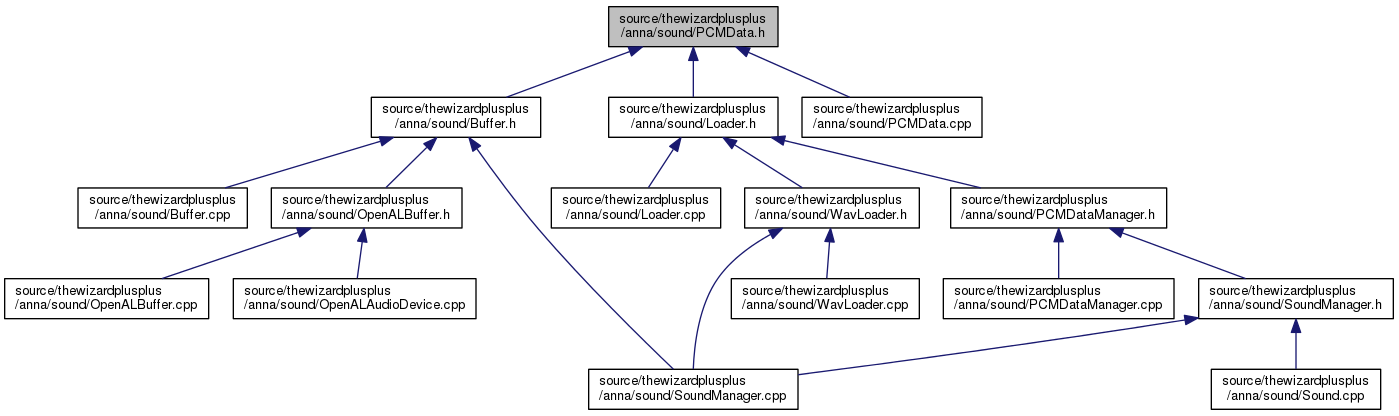 source/thewizardplusplus
/anna/sound/PCMData.h
source/thewizardplusplus
/anna/sound/Buffer.h
source/thewizardplusplus
/anna/sound/Loader.h
source/thewizardplusplus
/anna/sound/PCMData.cpp
source/thewizardplusplus
/anna/sound/Buffer.cpp
source/thewizardplusplus
/anna/sound/OpenALBuffer.h
source/thewizardplusplus
/anna/sound/Loader.cpp
source/thewizardplusplus
/anna/sound/WavLoader.h
source/thewizardplusplus
/anna/sound/PCMDataManager.h
source/thewizardplusplus
/anna/sound/OpenALBuffer.cpp
source/thewizardplusplus
/anna/sound/OpenALAudioDevice.cpp
source/thewizardplusplus
/anna/sound/WavLoader.cpp
source/thewizardplusplus
/anna/sound/PCMDataManager.cpp
source/thewizardplusplus
/anna/sound/SoundManager.h
source/thewizardplusplus
/anna/sound/SoundManager.cpp
source/thewizardplusplus
/anna/sound/Sound.cpp